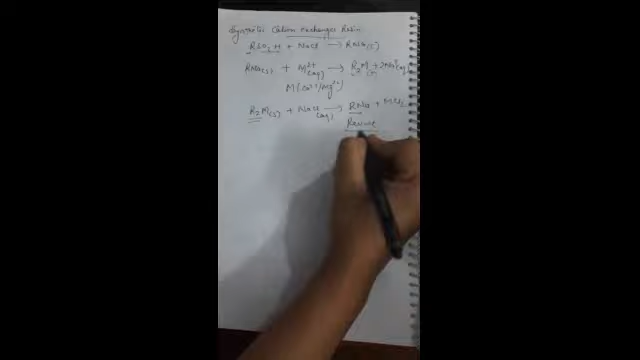 Synthetic Cation exchanger Resin
RSO3H + NaCl → RNa(s)
RNa(s) + M2+(aq) → R2M(s) + 2Na+(aq)
M(Ca2+/Mg2+)
R2M(s) + NaCl(aq) → RNa + MCl2
Reuse